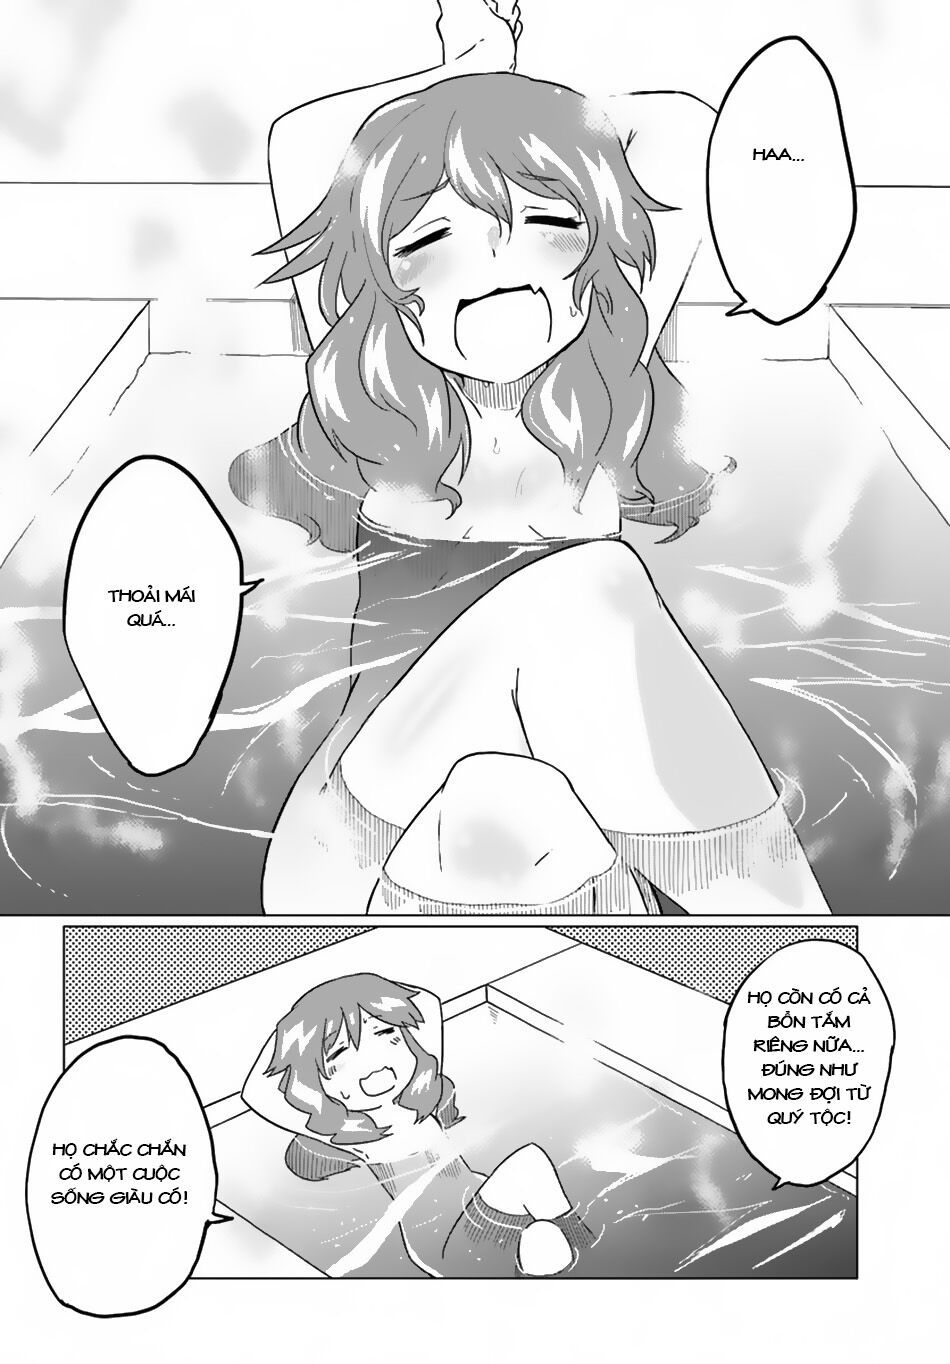 HAA...
THOẢI MÁI
QUÁ...
HỌ CÒN CÓ CẢ
BỒN TẮM
RIÊNG NỮA...
ĐÚNG NHƯ
MONG ĐỢI TỪ
QUÝ TỘC!
HỌ CHẮC CHẮN
CÓ MỘT CUỘC
SỐNG GIÀU CÓ!